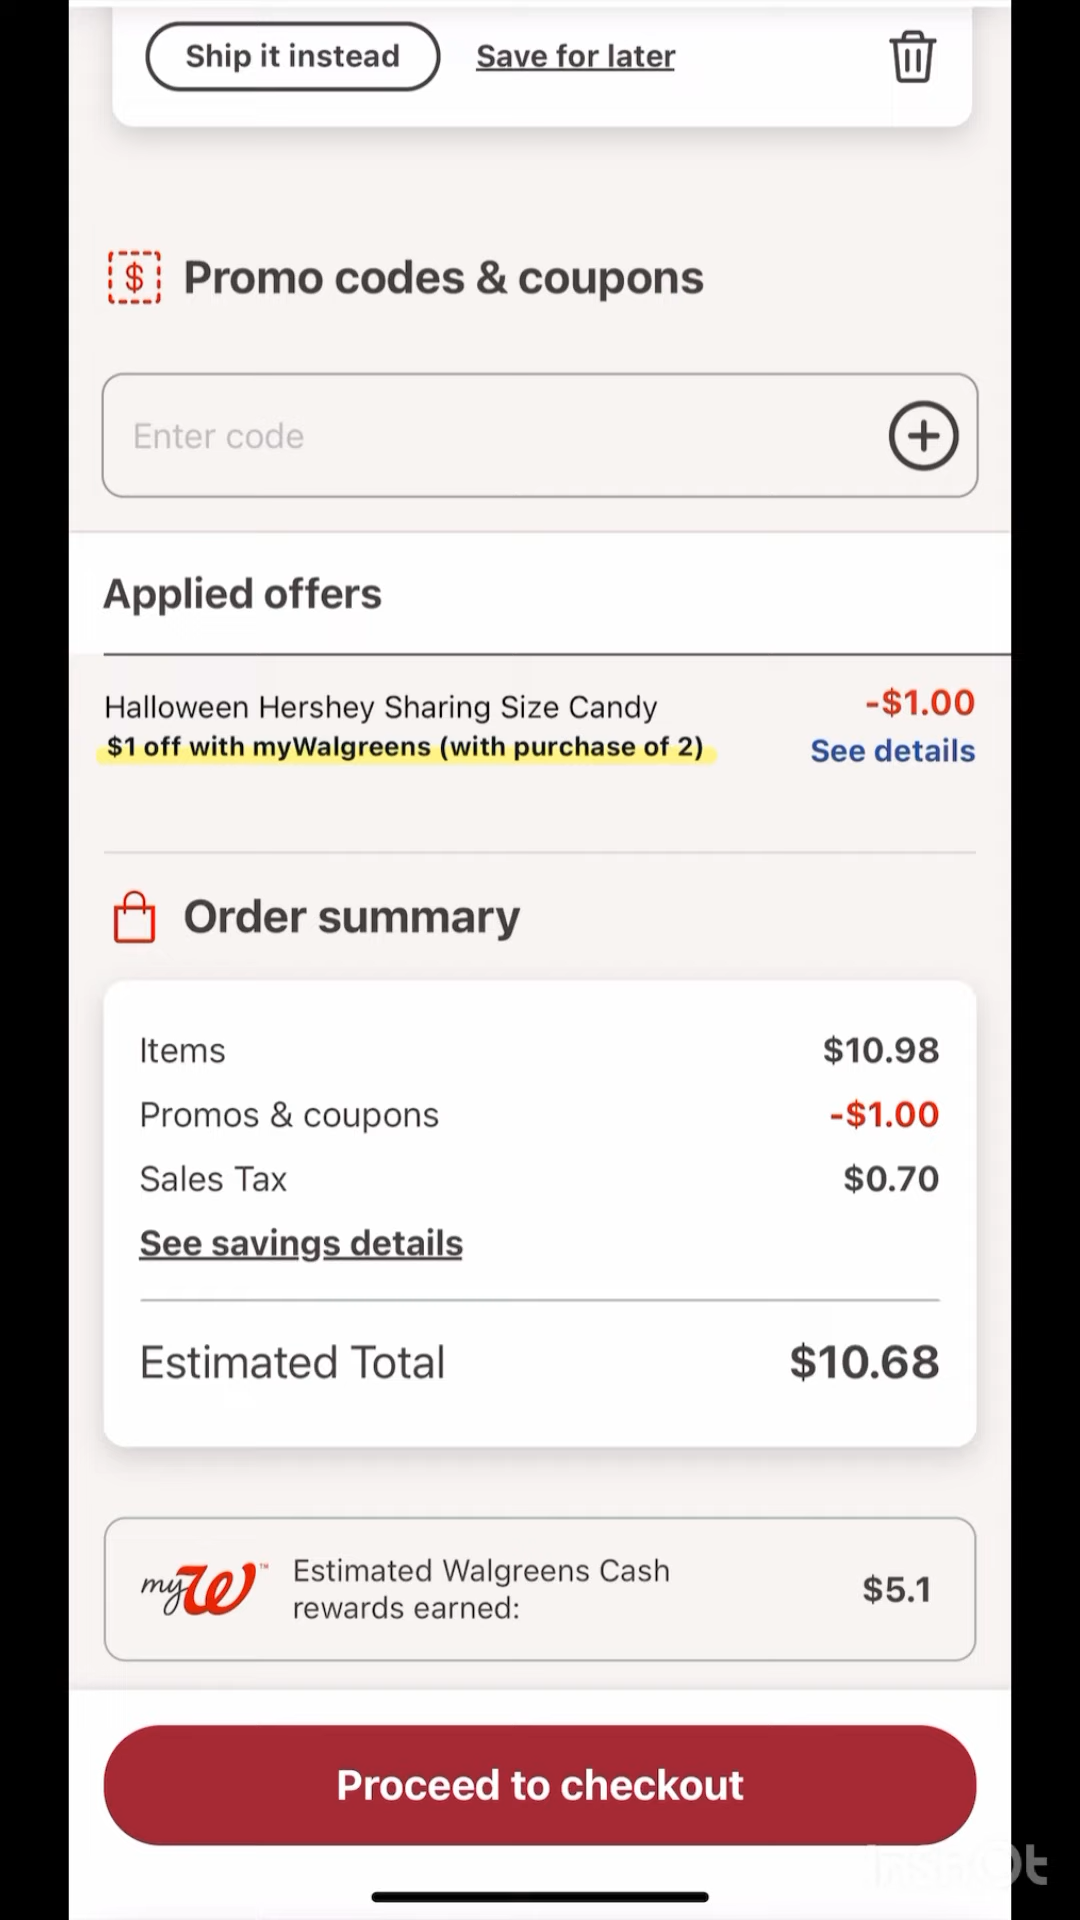 Ship it instead
Save for later
$ Promo codes & coupons
Enter code
Applied offers
Halloween Hershey Sharing Size Candy
-$1.00
$1 off with myWalgreens (with purchase of 2)
See details
Order summary
Items $10.98
Promos & coupons -$1.00
Sales Tax $0.70
See savings details
Estimated Total $10.68
myW™
Estimated Walgreens Cash
rewards earned:
$5.1
Proceed to checkout
InShOt